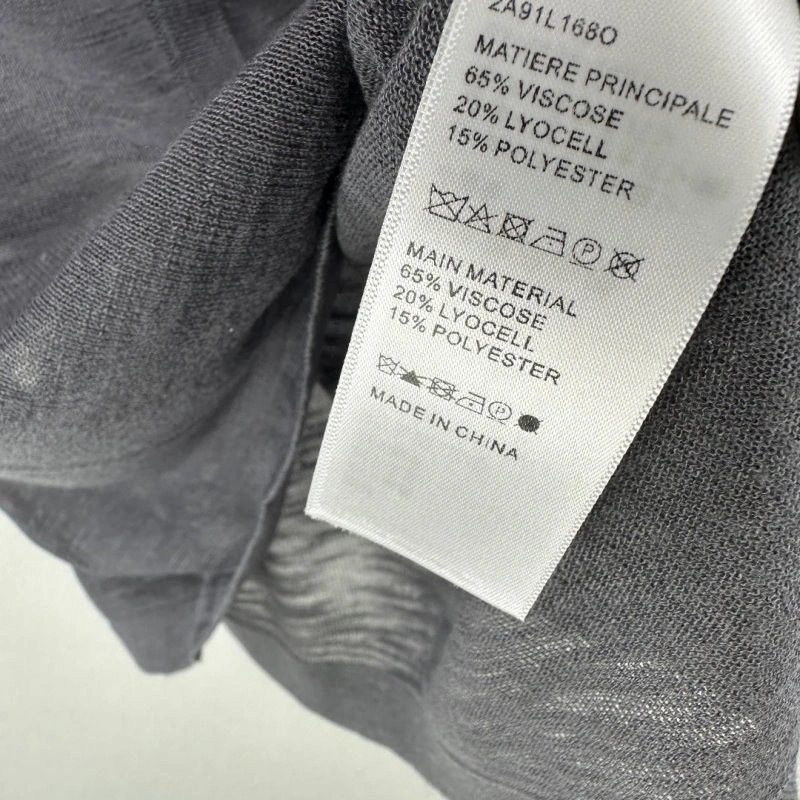 2A91L168O
MATIERE PRINCIPALE
65% VISCOSE
20% LYOCELL
15% POLYESTER
MAIN MATERIAL
65% VISCOSE
20% LYOCELL
15% POLYESTER
MADE IN CHINA